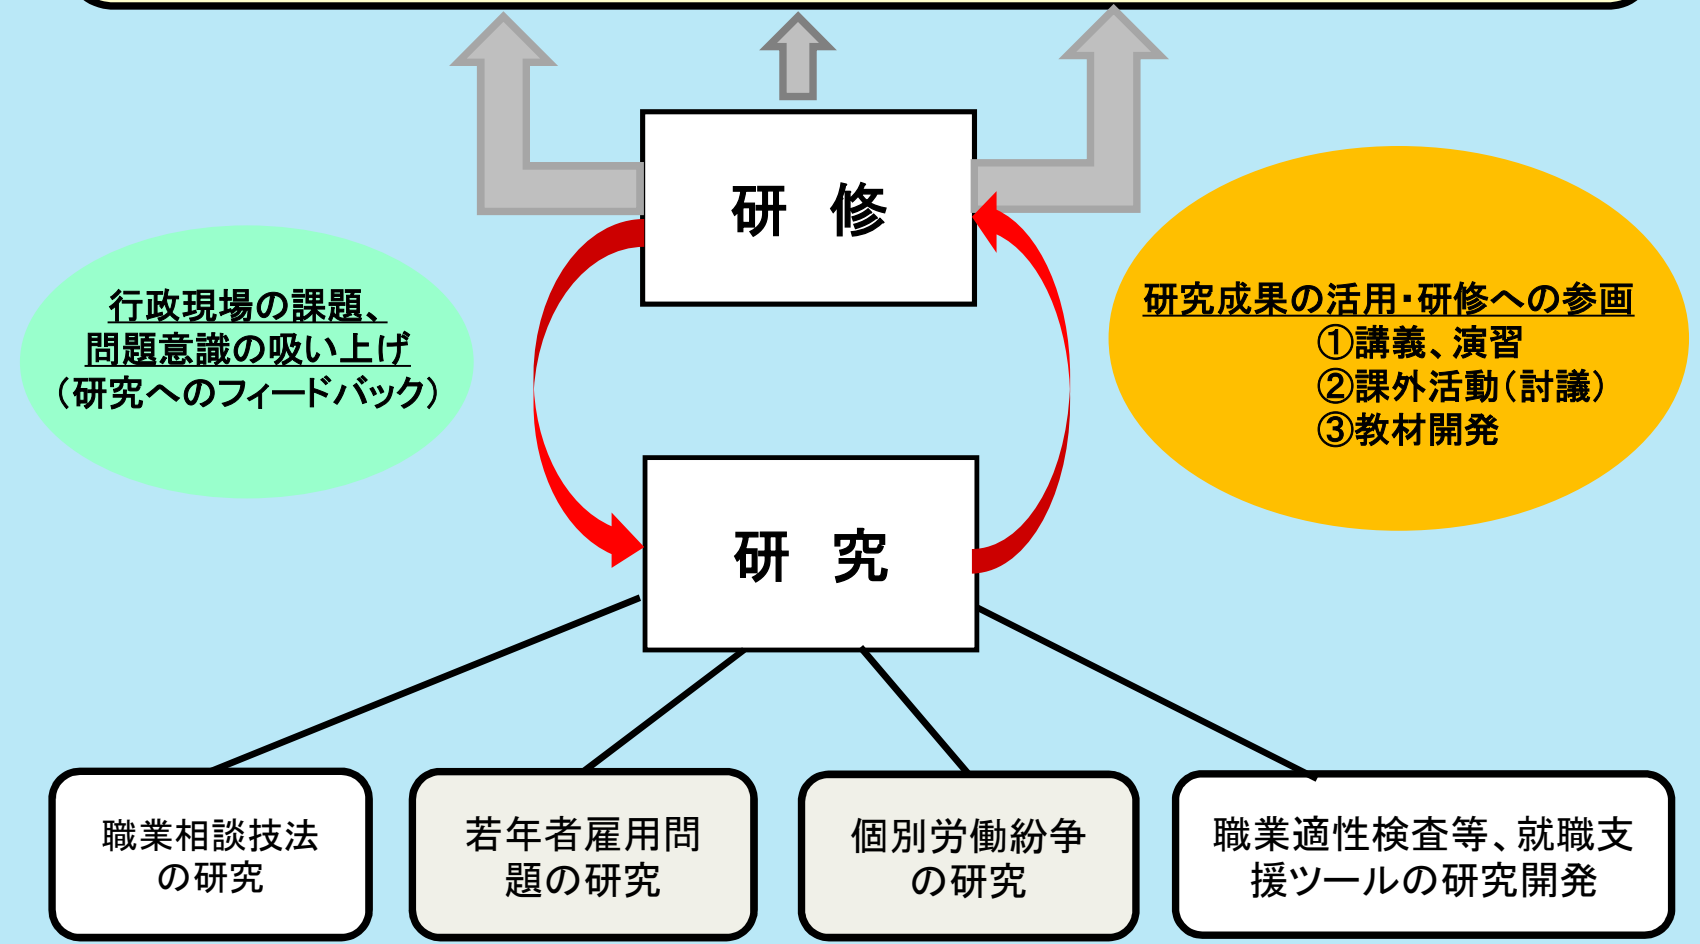 研　修
行政現場の課題、
問題意識の吸い上げ
（研究へのフィードバック）
研究成果の活用・研修への参画
①講義、演習
②課外活動（討議）
③教材開発
研　究
職業相談技法
の研究
若年者雇用問
題の研究
個別労働紛争
の研究
職業適性検査等、就職支
援ツールの研究開発